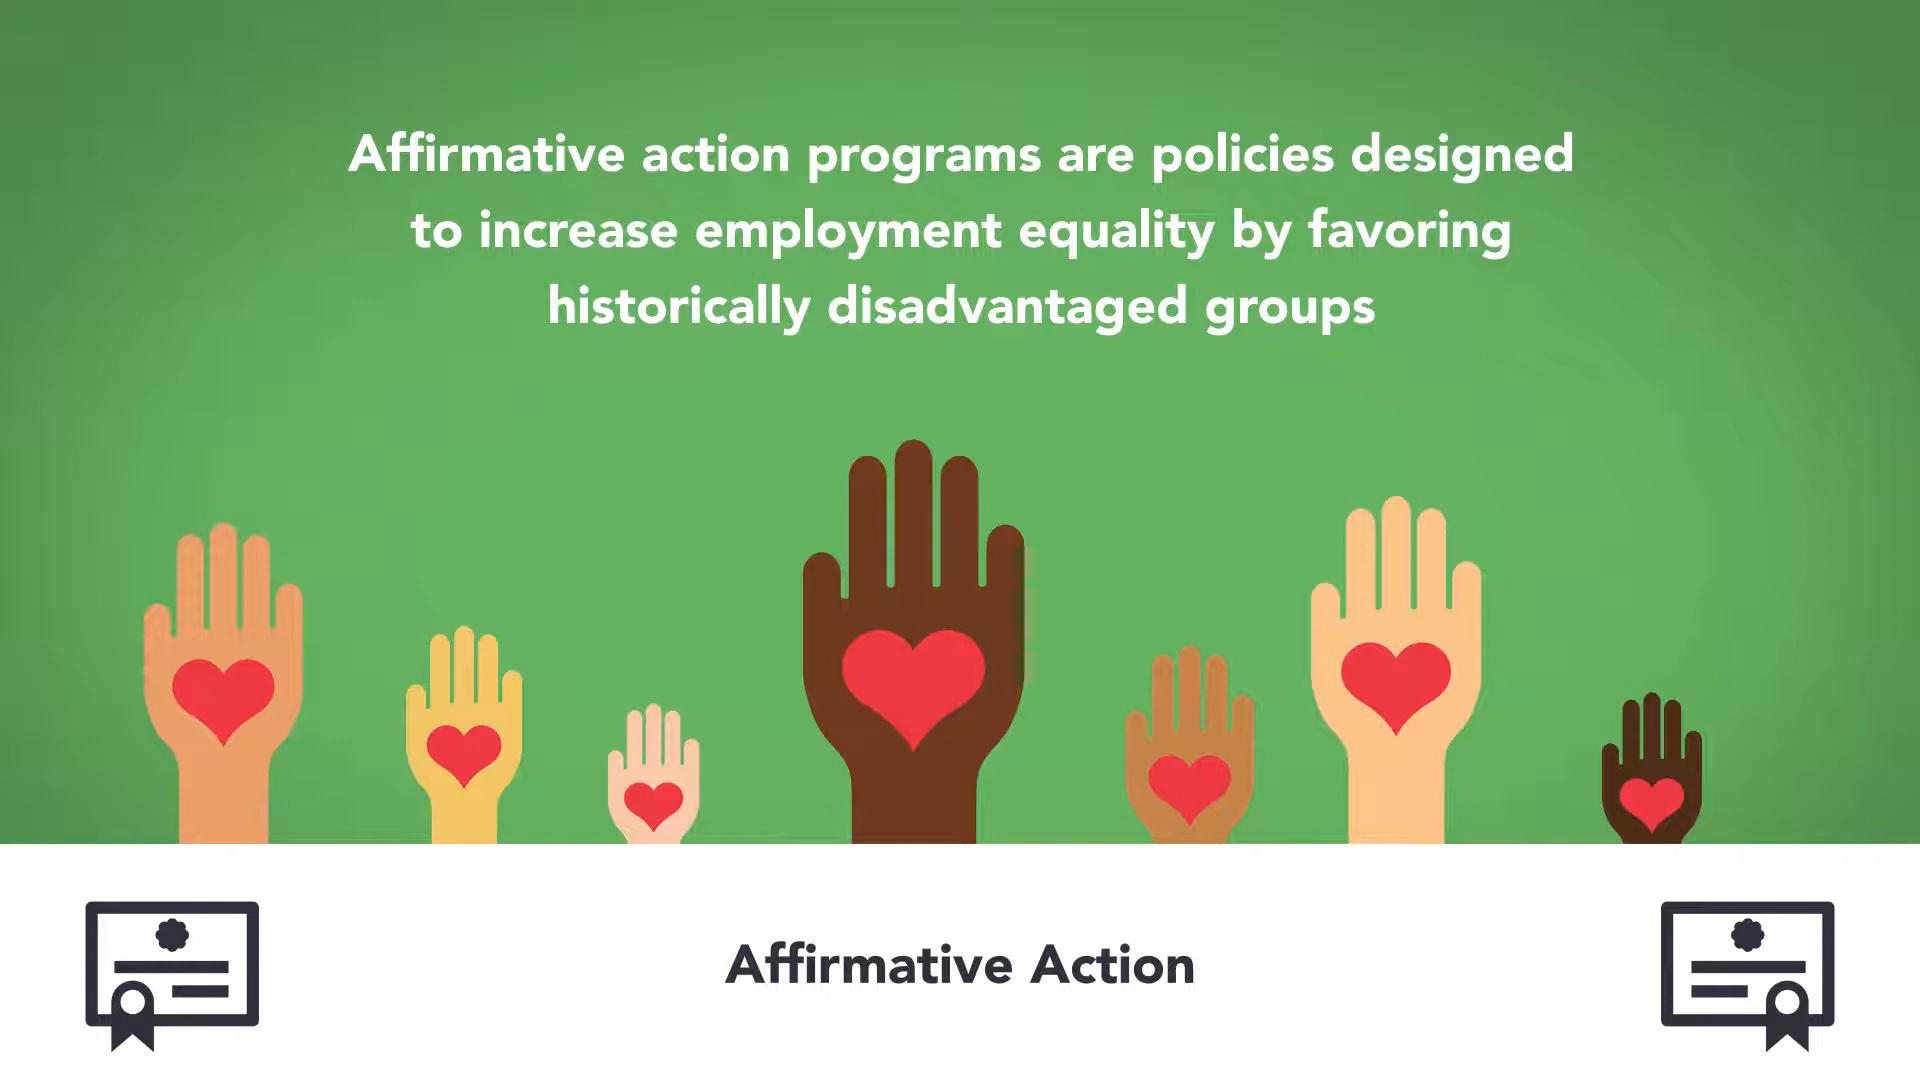 Affirmative action programs are policies designed
to increase employment equality by favoring
historically disadvantaged groups
Affirmative Action